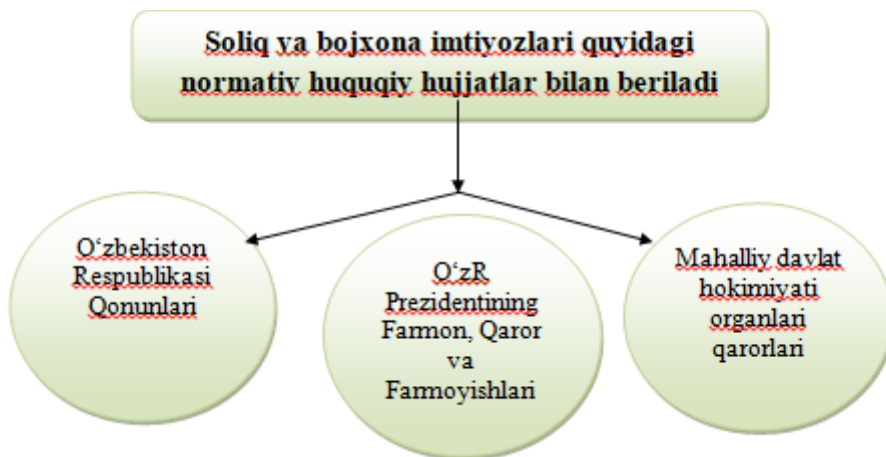 Soliq va bojxona imtiyozlari quyidagi
normativ huquqiy hujjatlar bilan beriladi
O‘zbekiston
Respublikasi
Qonunlari
O‘zR
Prezidentining
Farmon, Qaror
va
Farmoyishlari
Mahalliy davlat
hokimiyati
organlari
qarorlari